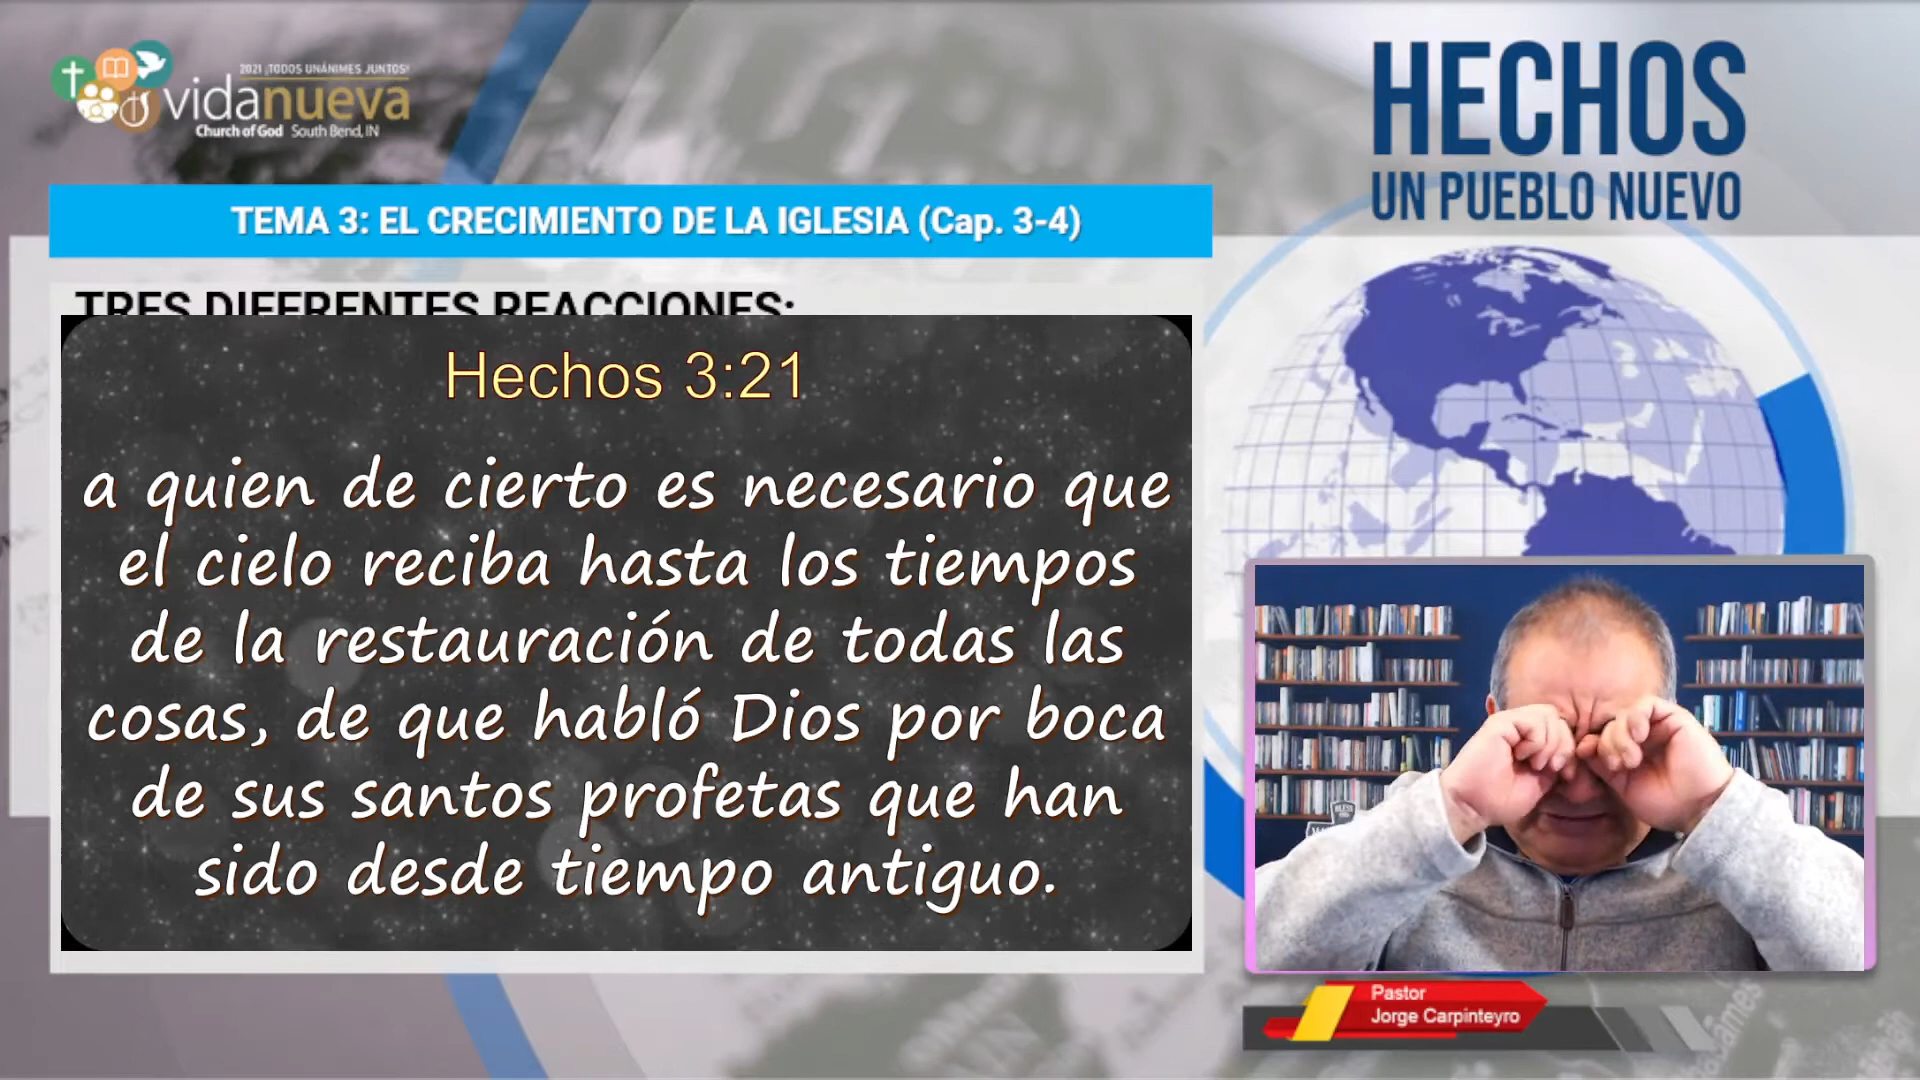 2021 ¡TODOS UNÁNIMES JUNTOS!
vidanueva
Church of God South Bend, IN
HECHOS
UN PUEBLO NUEVO
TEMA 3: EL CRECIMIENTO DE LA IGLESIA (Cap. 3-4)
TRES DIFERENTES REACCIONES:
Hechos 3:21
a quien de cierto es necesario que
el cielo reciba hasta los tiempos
de la restauración de todas las
cosas, de que habló Dios por boca
de sus santos profetas que han
sido desde tiempo antiguo.
Pastor
Jorge Carpinteyro